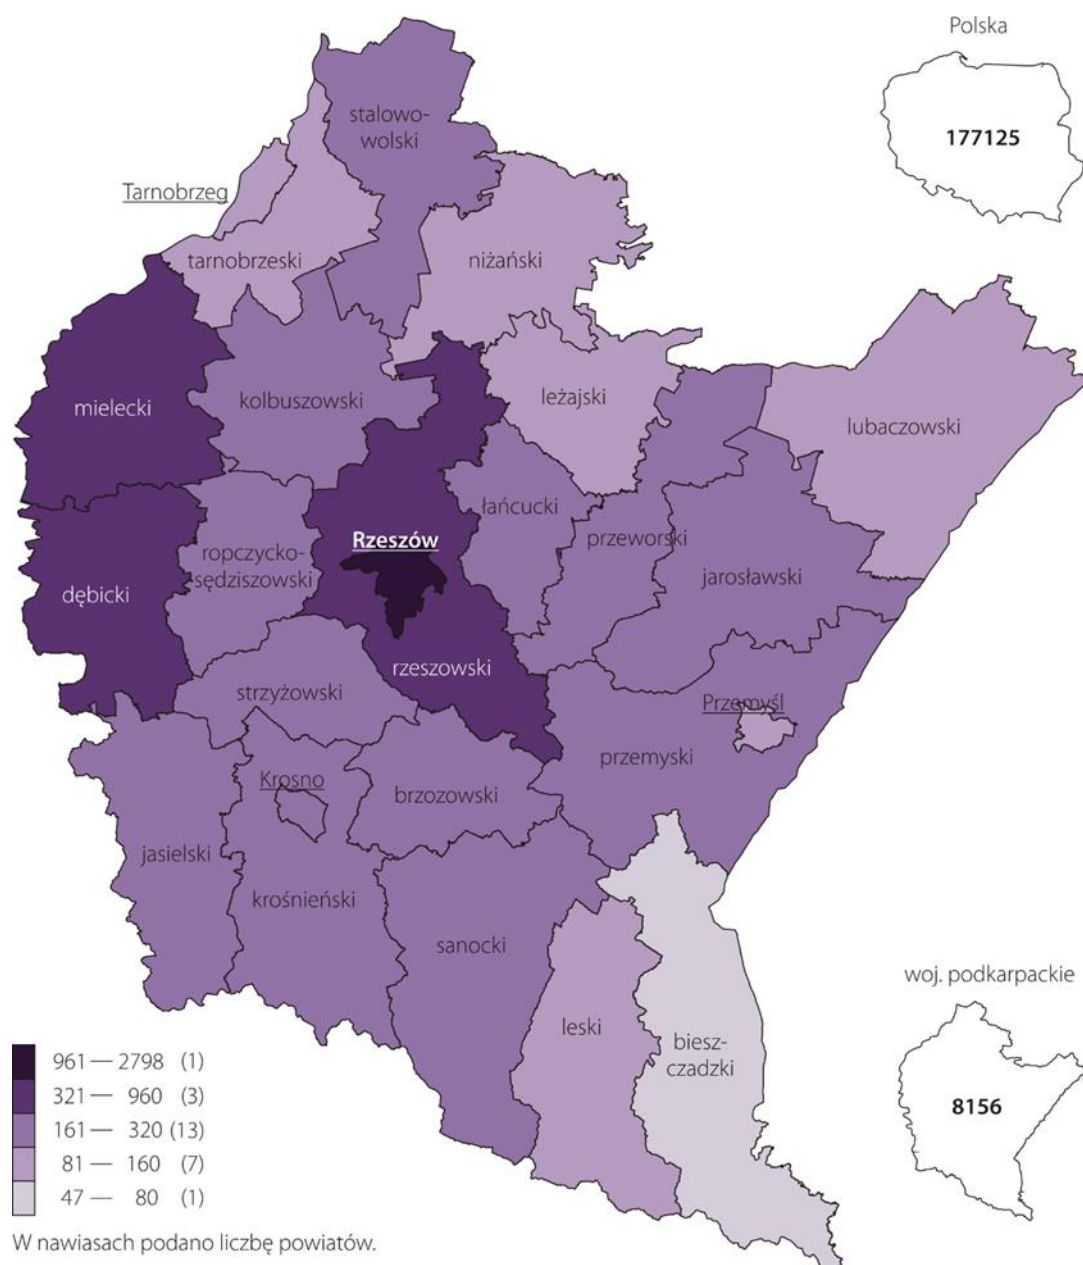 Polska
177125
stalowo-
wolski
Tarnobrzeg
tarnobrzeski
niżański
mielecki
kolbuszowski
leżajski
lubaczowski
łańcucki
Rzeszów
przeworski
ropczycko-
sędziszowski
jarosławski
dębicki
rzeszowski
strzyżowski
Przemyśl
przemyski
Krosno
brzozowski
jasielski
krośnieński
sanocki
leski
biesz-
czadzki
woj. podkarpackie
8156
961 — 2798 (1)
321 — 960 (3)
161 — 320 (13)
81 — 160 (7)
47 — 80 (1)
W nawiasach podano liczbę powiatów.